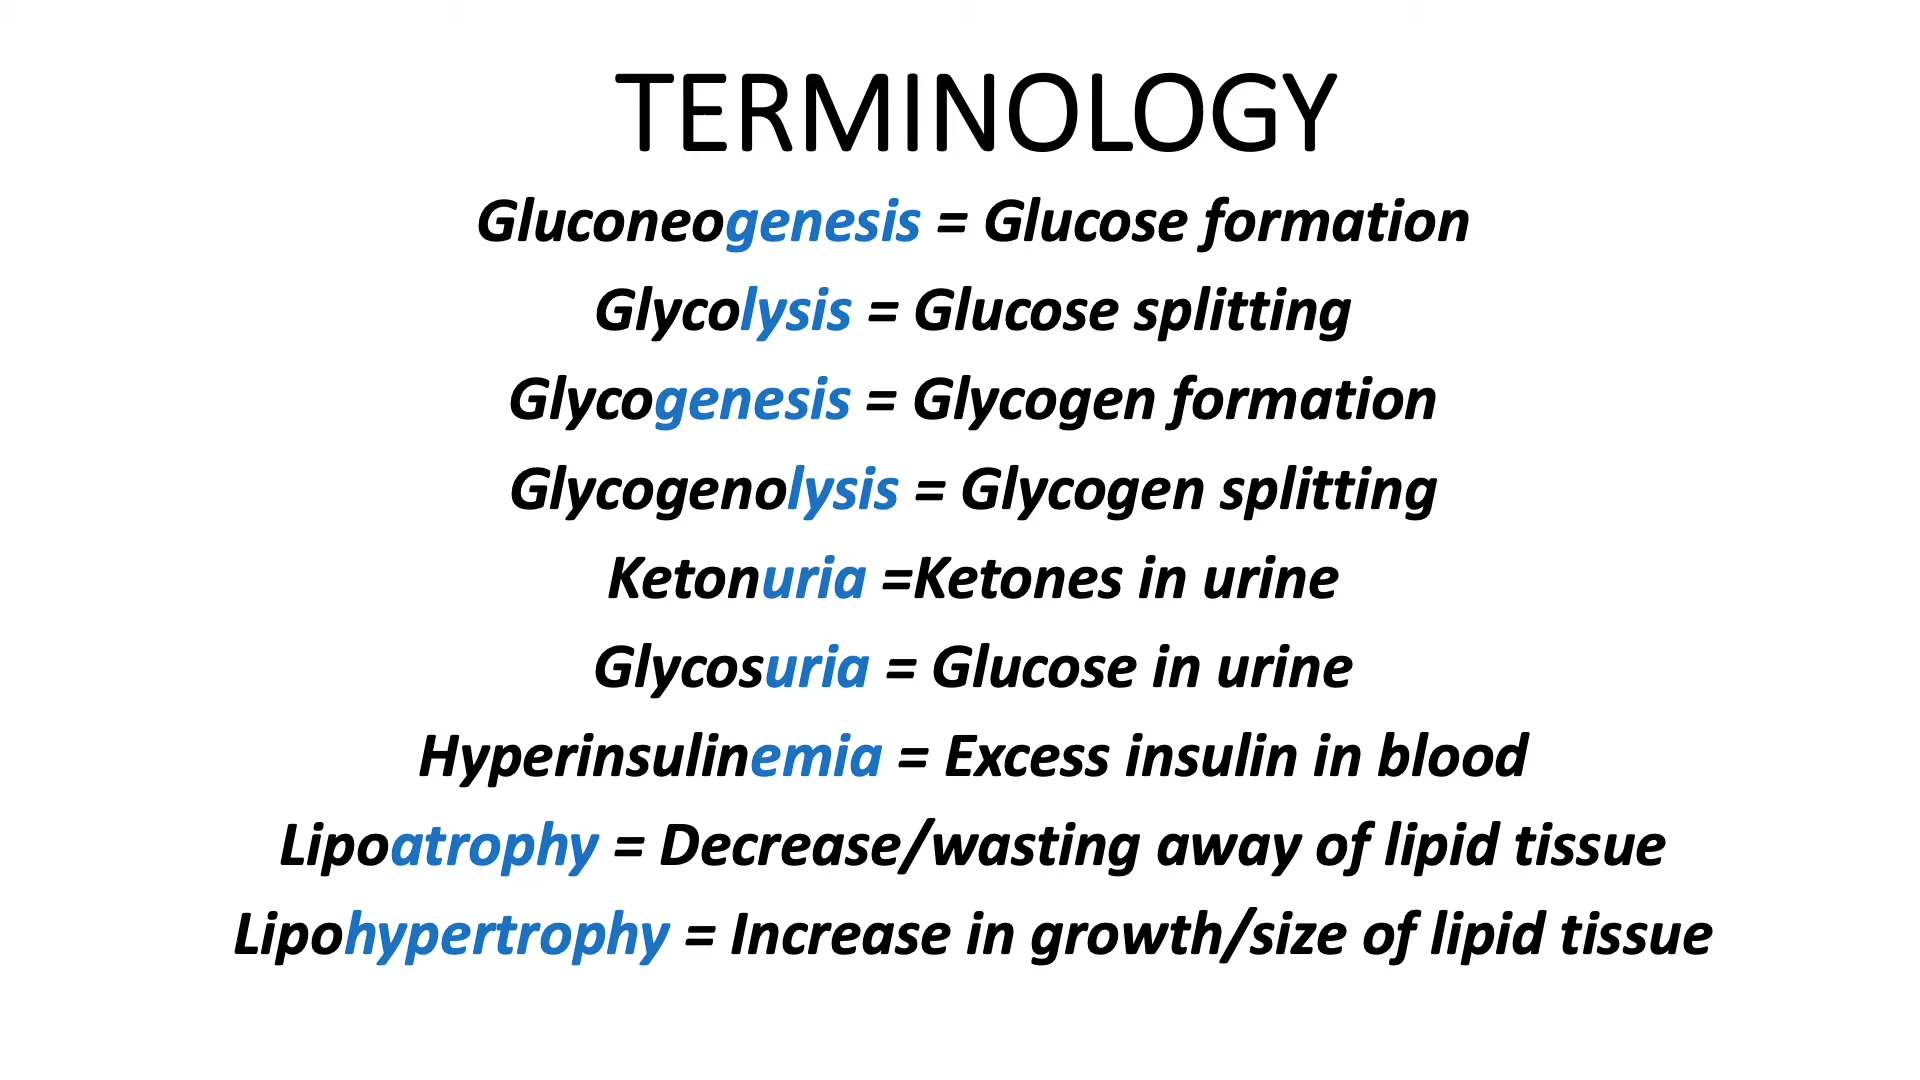 TERMINOLOGY
Gluconeogenesis = Glucose formation
Glycolysis = Glucose splitting
Glycogenesis = Glycogen formation
Glycogenolysis = Glycogen splitting
Ketonuria =Ketones in urine
Glycosuria = Glucose in urine
Hyperinsulinemia = Excess insulin in blood
Lipoatrophy = Decrease/wasting away of lipid tissue
Lipohypertrophy = Increase in growth/size of lipid tissue